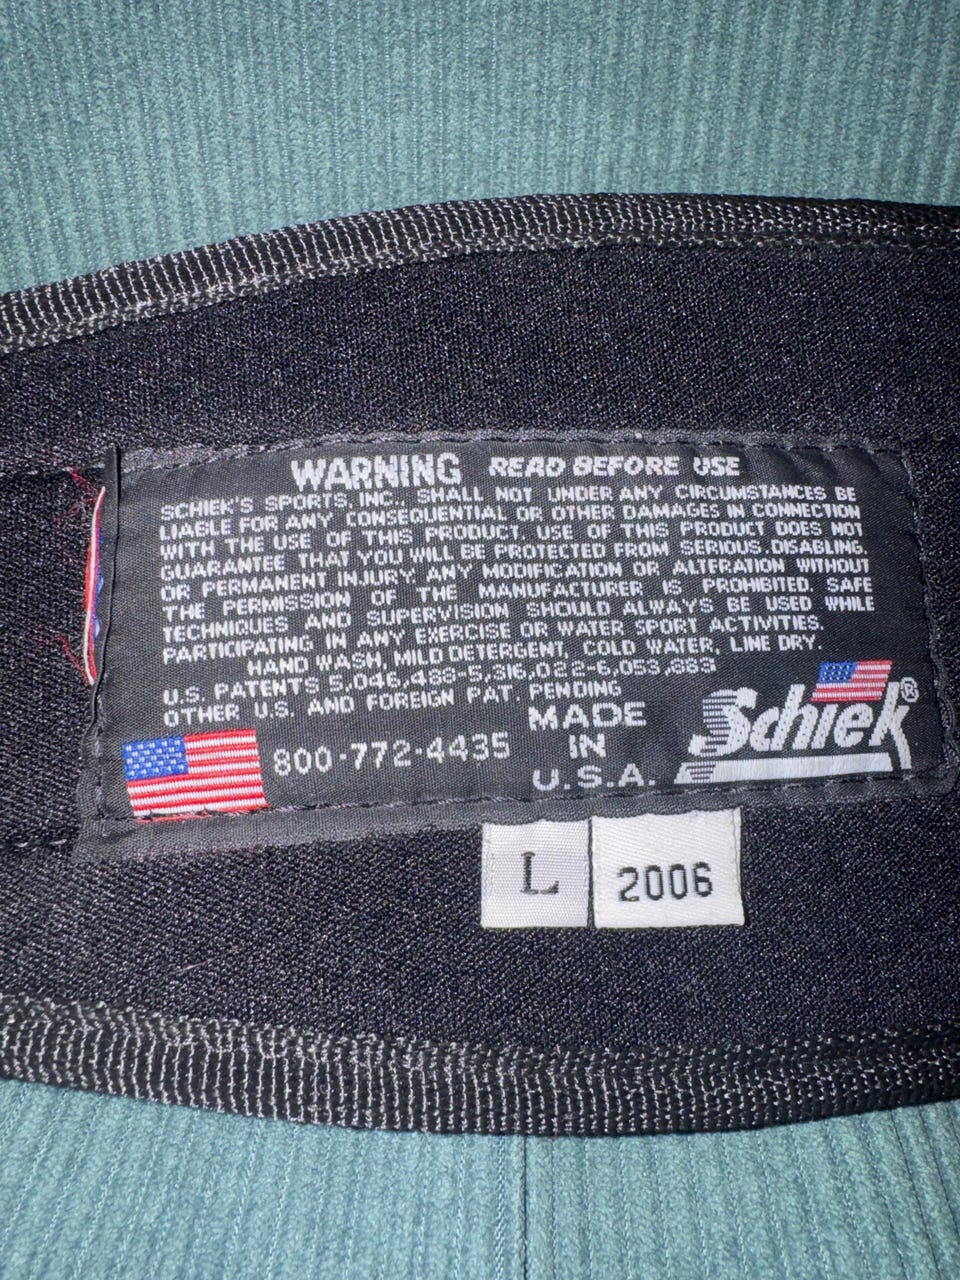 WARNING READ BEFORE USE
SCHIEK'S SPORTS, INC., SHALL NOT UNDER ANY CIRCUMSTANCES BE
LIABLE FOR ANY CONSEQUENTIAL OR OTHER DAMAGES IN CONNECTION
WITH THE USE OF THIS PRODUCT. USE OF THIS PRODUCT DOES NOT
GUARANTEE THAT YOU WILL BE PROTECTED FROM SERIOUS, DISABLING,
OR PERMANENT INJURY. ANY MODIFICATION OR ALTERATION WITHOUT
THE PERMISSION OF THE MANUFACTURER IS PROHIBITED. SAFE
TECHNIQUES AND SUPERVISION SHOULD ALWAYS BE USED WHILE
PARTICIPATING IN ANY EXERCISE OR WATER SPORT ACTIVITIES.
HAND WASH, MILD DETERGENT, COLD WATER, LINE DRY.
U.S. PATENTS 5,046,488-5,316,022-6,053,883
OTHER U.S. AND FOREIGN PAT. PENDING
800-772-4435
MADE
IN
U.S.A.
Schiek®
L
2006